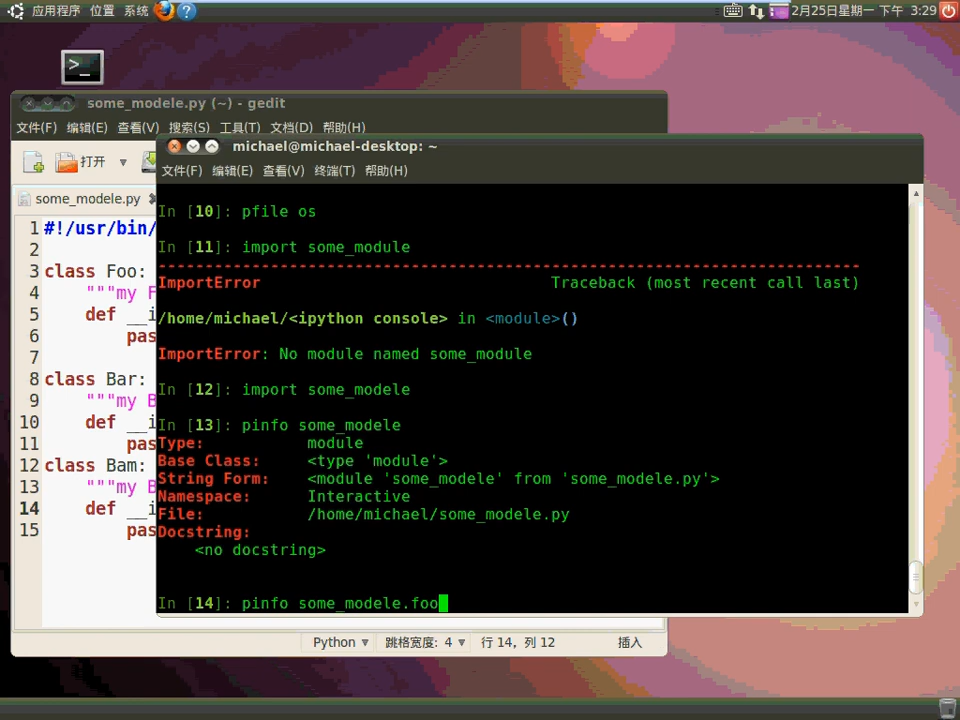 应用程序 位置 系统 2月25日星期一 下午 3:29
some_modele.py (~) - gedit
文件(F) 编辑(E) 查看(V) 搜索(S) 工具(T) 文档(D) 帮助(H)
打开
some_modele.py
1 #!/usr/bin/
2
3 class Foo:
4 """my F
5 def __i
6 pas
7
8 class Bar:
9 """my B
10 def __i
11 pas
12 class Bam:
13 """my B
14 def __i
15 pas
Python 跳格宽度: 4 行 14, 列 12 插入
michael@michael-desktop: ~
文件(F) 编辑(E) 查看(V) 终端(T) 帮助(H)
In [10]: pfile os
In [11]: import some_module
---------------------------------------------------------------------------
ImportError Traceback (most recent call last)
/home/michael/<ipython console> in <module>()
ImportError: No module named some_module
In [12]: import some_modele
In [13]: pinfo some_modele
Type: module
Base Class: <type 'module'>
String Form: <module 'some_modele' from 'some_modele.py'>
Namespace: Interactive
File: /home/michael/some_modele.py
Docstring:
<no docstring>
In [14]: pinfo some_modele.foo